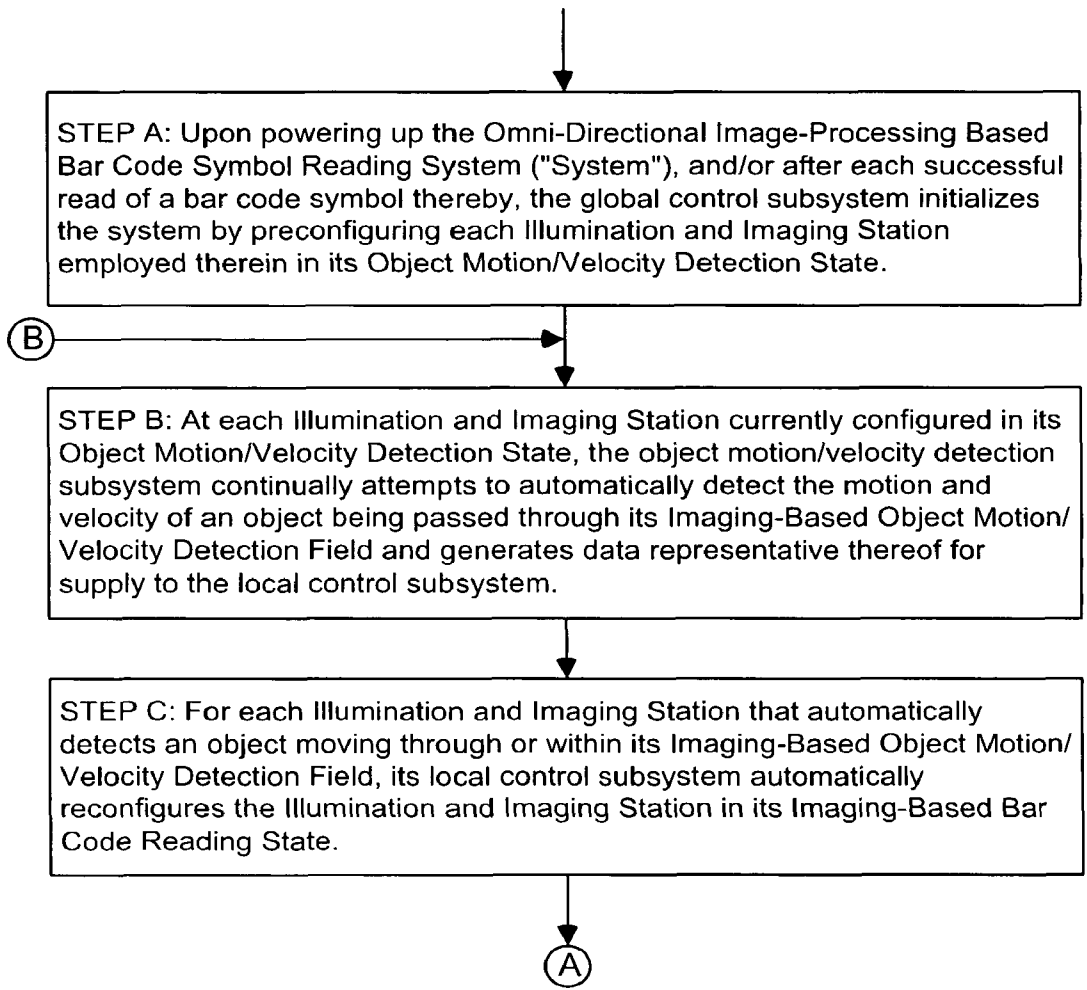 STEP A: Upon powering up the Omni-Directional Image-Processing Based
Bar Code Symbol Reading System ("System"), and/or after each successful
read of a bar code symbol thereby, the global control subsystem initializes
the system by preconfiguring each Illumination and Imaging Station
employed therein in its Object Motion/Velocity Detection State.
B
STEP B: At each Illumination and Imaging Station currently configured in its
Object Motion/Velocity Detection State, the object motion/velocity detection
subsystem continually attempts to automatically detect the motion and
velocity of an object being passed through its Imaging-Based Object Motion/
Velocity Detection Field and generates data representative thereof for
supply to the local control subsystem.
STEP C: For each Illumination and Imaging Station that automatically
detects an object moving through or within its Imaging-Based Object Motion/
Velocity Detection Field, its local control subsystem automatically
reconfigures the Illumination and Imaging Station in its Imaging-Based Bar
Code Reading State.
A